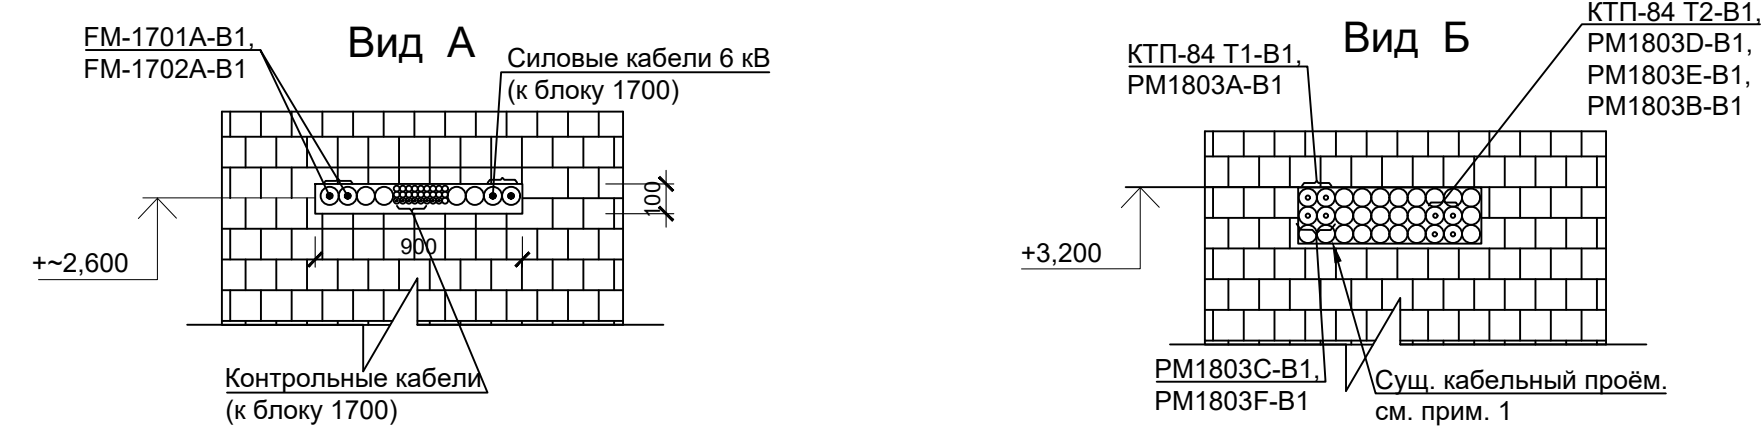 Вид А
FM-1701A-B1,
FM-1702A-B1
Силовые кабели 6 кВ
(к блоку 1700)
100
900
+~2,600
Контрольные кабели
(к блоку 1700)
Вид Б
КТП-84 Т1-В1,
PM1803A-B1
КТП-84 Т2-В1,
PM1803D-B1,
PM1803E-B1,
PM1803B-B1
+3,200
PM1803C-B1,
PM1803F-B1
Сущ. кабельный проём.
см. прим. 1